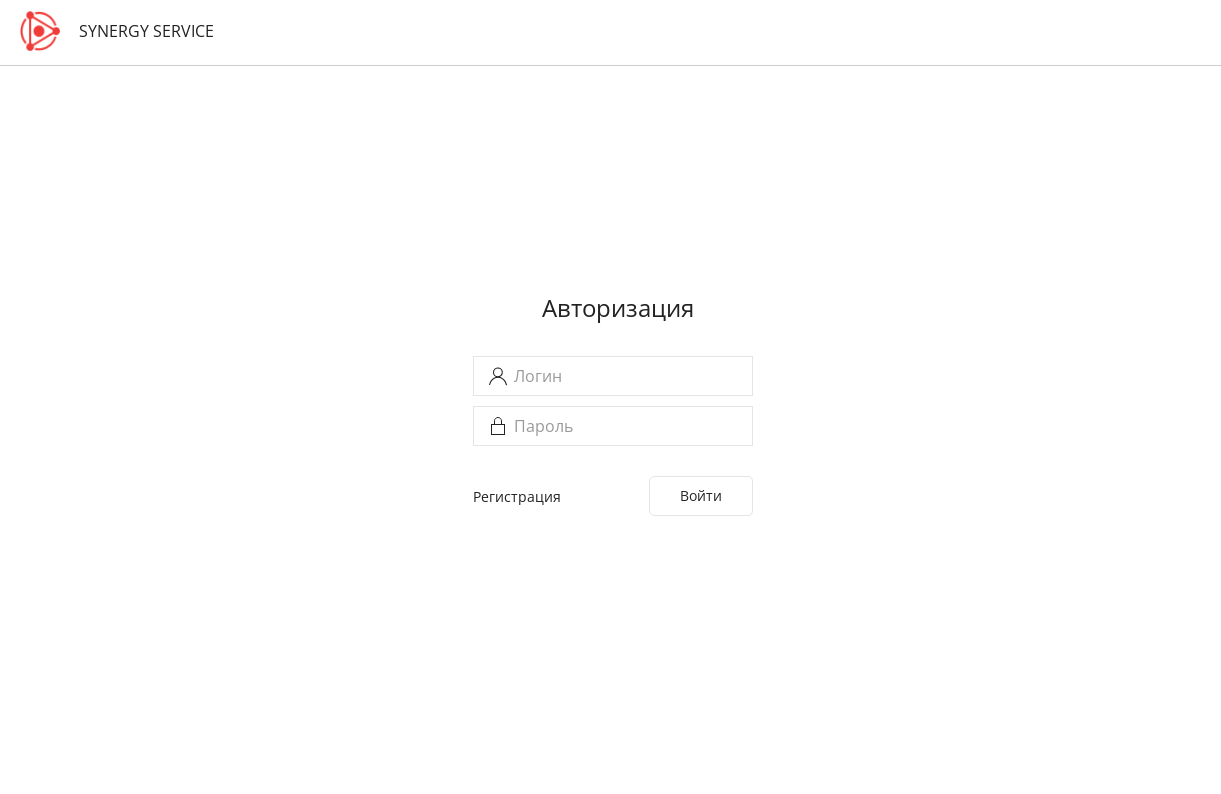 SYNERGY SERVICE
Авторизация
Логин
Пароль
Регистрация
Войти